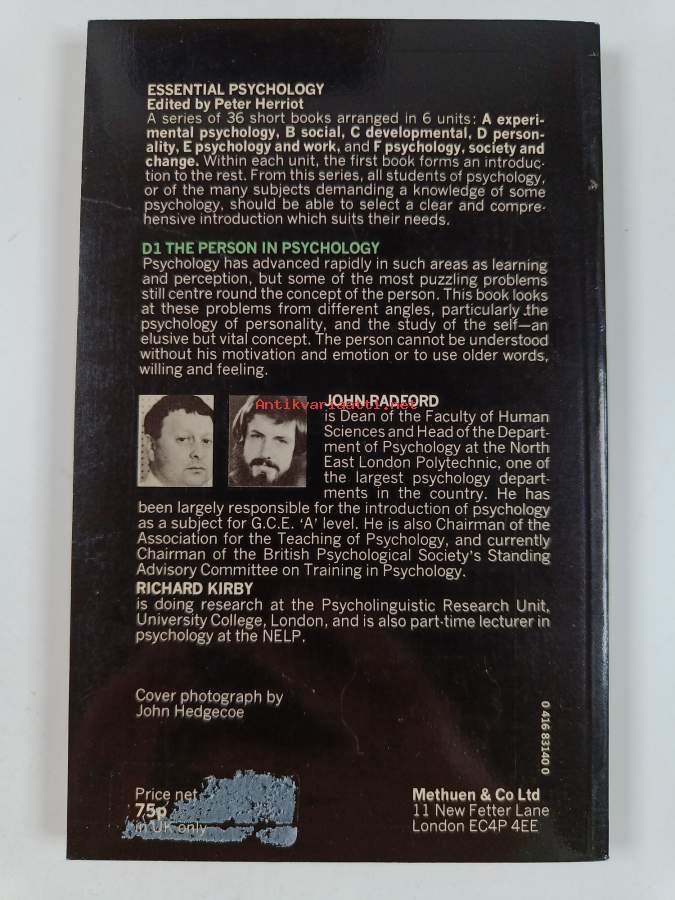 ESSENTIAL PSYCHOLOGY
Edited by Peter Herriot
A series of 36 short books arranged in 6 units: A experi-
mental psychology, B social, C developmental, D person-
ality, E psychology and work, and F psychology, society and
change. Within each unit, the first book forms an introduc-
tion to the rest. From this series, all students of psychology,
or of the many subjects demanding a knowledge of some
psychology, should be able to select a clear and compre-
hensive introduction which suits their needs.
D1 THE PERSON IN PSYCHOLOGY
Psychology has advanced rapidly in such areas as learning
and perception, but some of the most puzzling problems
still centre round the concept of the person. This book looks
at these problems from different angles, particularly the
psychology of personality, and the study of the self—an
elusive but vital concept. The person cannot be understood
without his motivation and emotion or to use older words,
willing and feeling.
JOHN RADFORD
Antikvariaatti.net
is Dean of the Faculty of Human
Sciences and Head of the Depart-
ment of Psychology at the North
East London Polytechnic, one of
the largest psychology depart-
ments in the country. He has
been largely responsible for the introduction of psychology
as a subject for G.C.E. 'A' level. He is also Chairman of the
Association for the Teaching of Psychology, and currently
Chairman of the British Psychological Society's Standing
Advisory Committee on Training in Psychology.
RICHARD KIRBY
is doing research at the Psycholinguistic Research Unit,
University College, London, and is also part-time lecturer in
psychology at the NELP.
Cover photograph by
John Hedgecoe
0 416 83140 0
Price net
75p
in UK only
Methuen & Co Ltd
11 New Fetter Lane
London EC4P 4EE